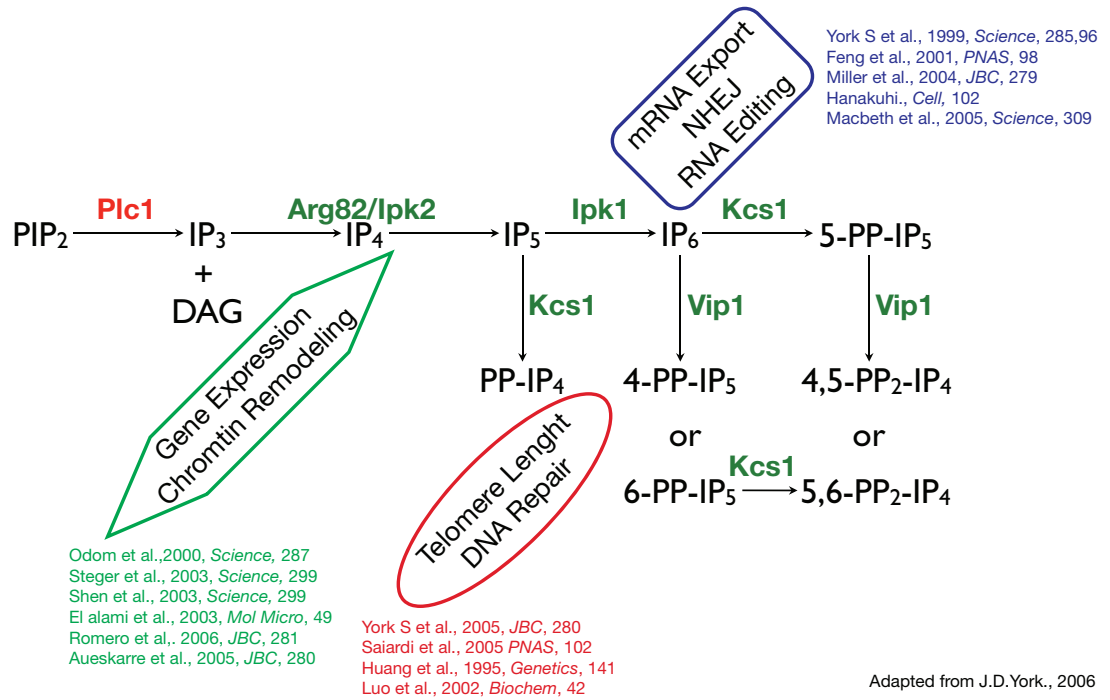 York S et al., 1999, Science, 285,96
Feng et al., 2001, PNAS, 98
Miller et al., 2004, JBC, 279
Hanakuhi., Cell, 102
Macbeth et al., 2005, Science, 309
mRNA Export
NHEJ
RNA Editing
Plc1
Arg82/Ipk2
Ipk1
Kcs1
PIP₂
IP₃
IP₄
IP₅
IP₆
5-PP-IP₅
+
DAG
Kcs1
Vip1
Vip1
Gene Expression
Chromtin Remodeling
PP-IP₄
4-PP-IP₅
4,5-PP₂-IP₄
or
or
Kcs1
6-PP-IP₅
5,6-PP₂-IP₄
Telomere Lenght
DNA Repair
Odom et al.,2000, Science, 287
Steger et al., 2003, Science, 299
Shen et al., 2003, Science, 299
El alami et al., 2003, Mol Micro, 49
Romero et al,. 2006, JBC, 281
Aueskarre et al., 2005, JBC, 280
York S et al., 2005, JBC, 280
Saiardi et al., 2005 PNAS, 102
Huang et al., 1995, Genetics, 141
Luo et al., 2002, Biochem, 42
Adapted from J.D.York., 2006